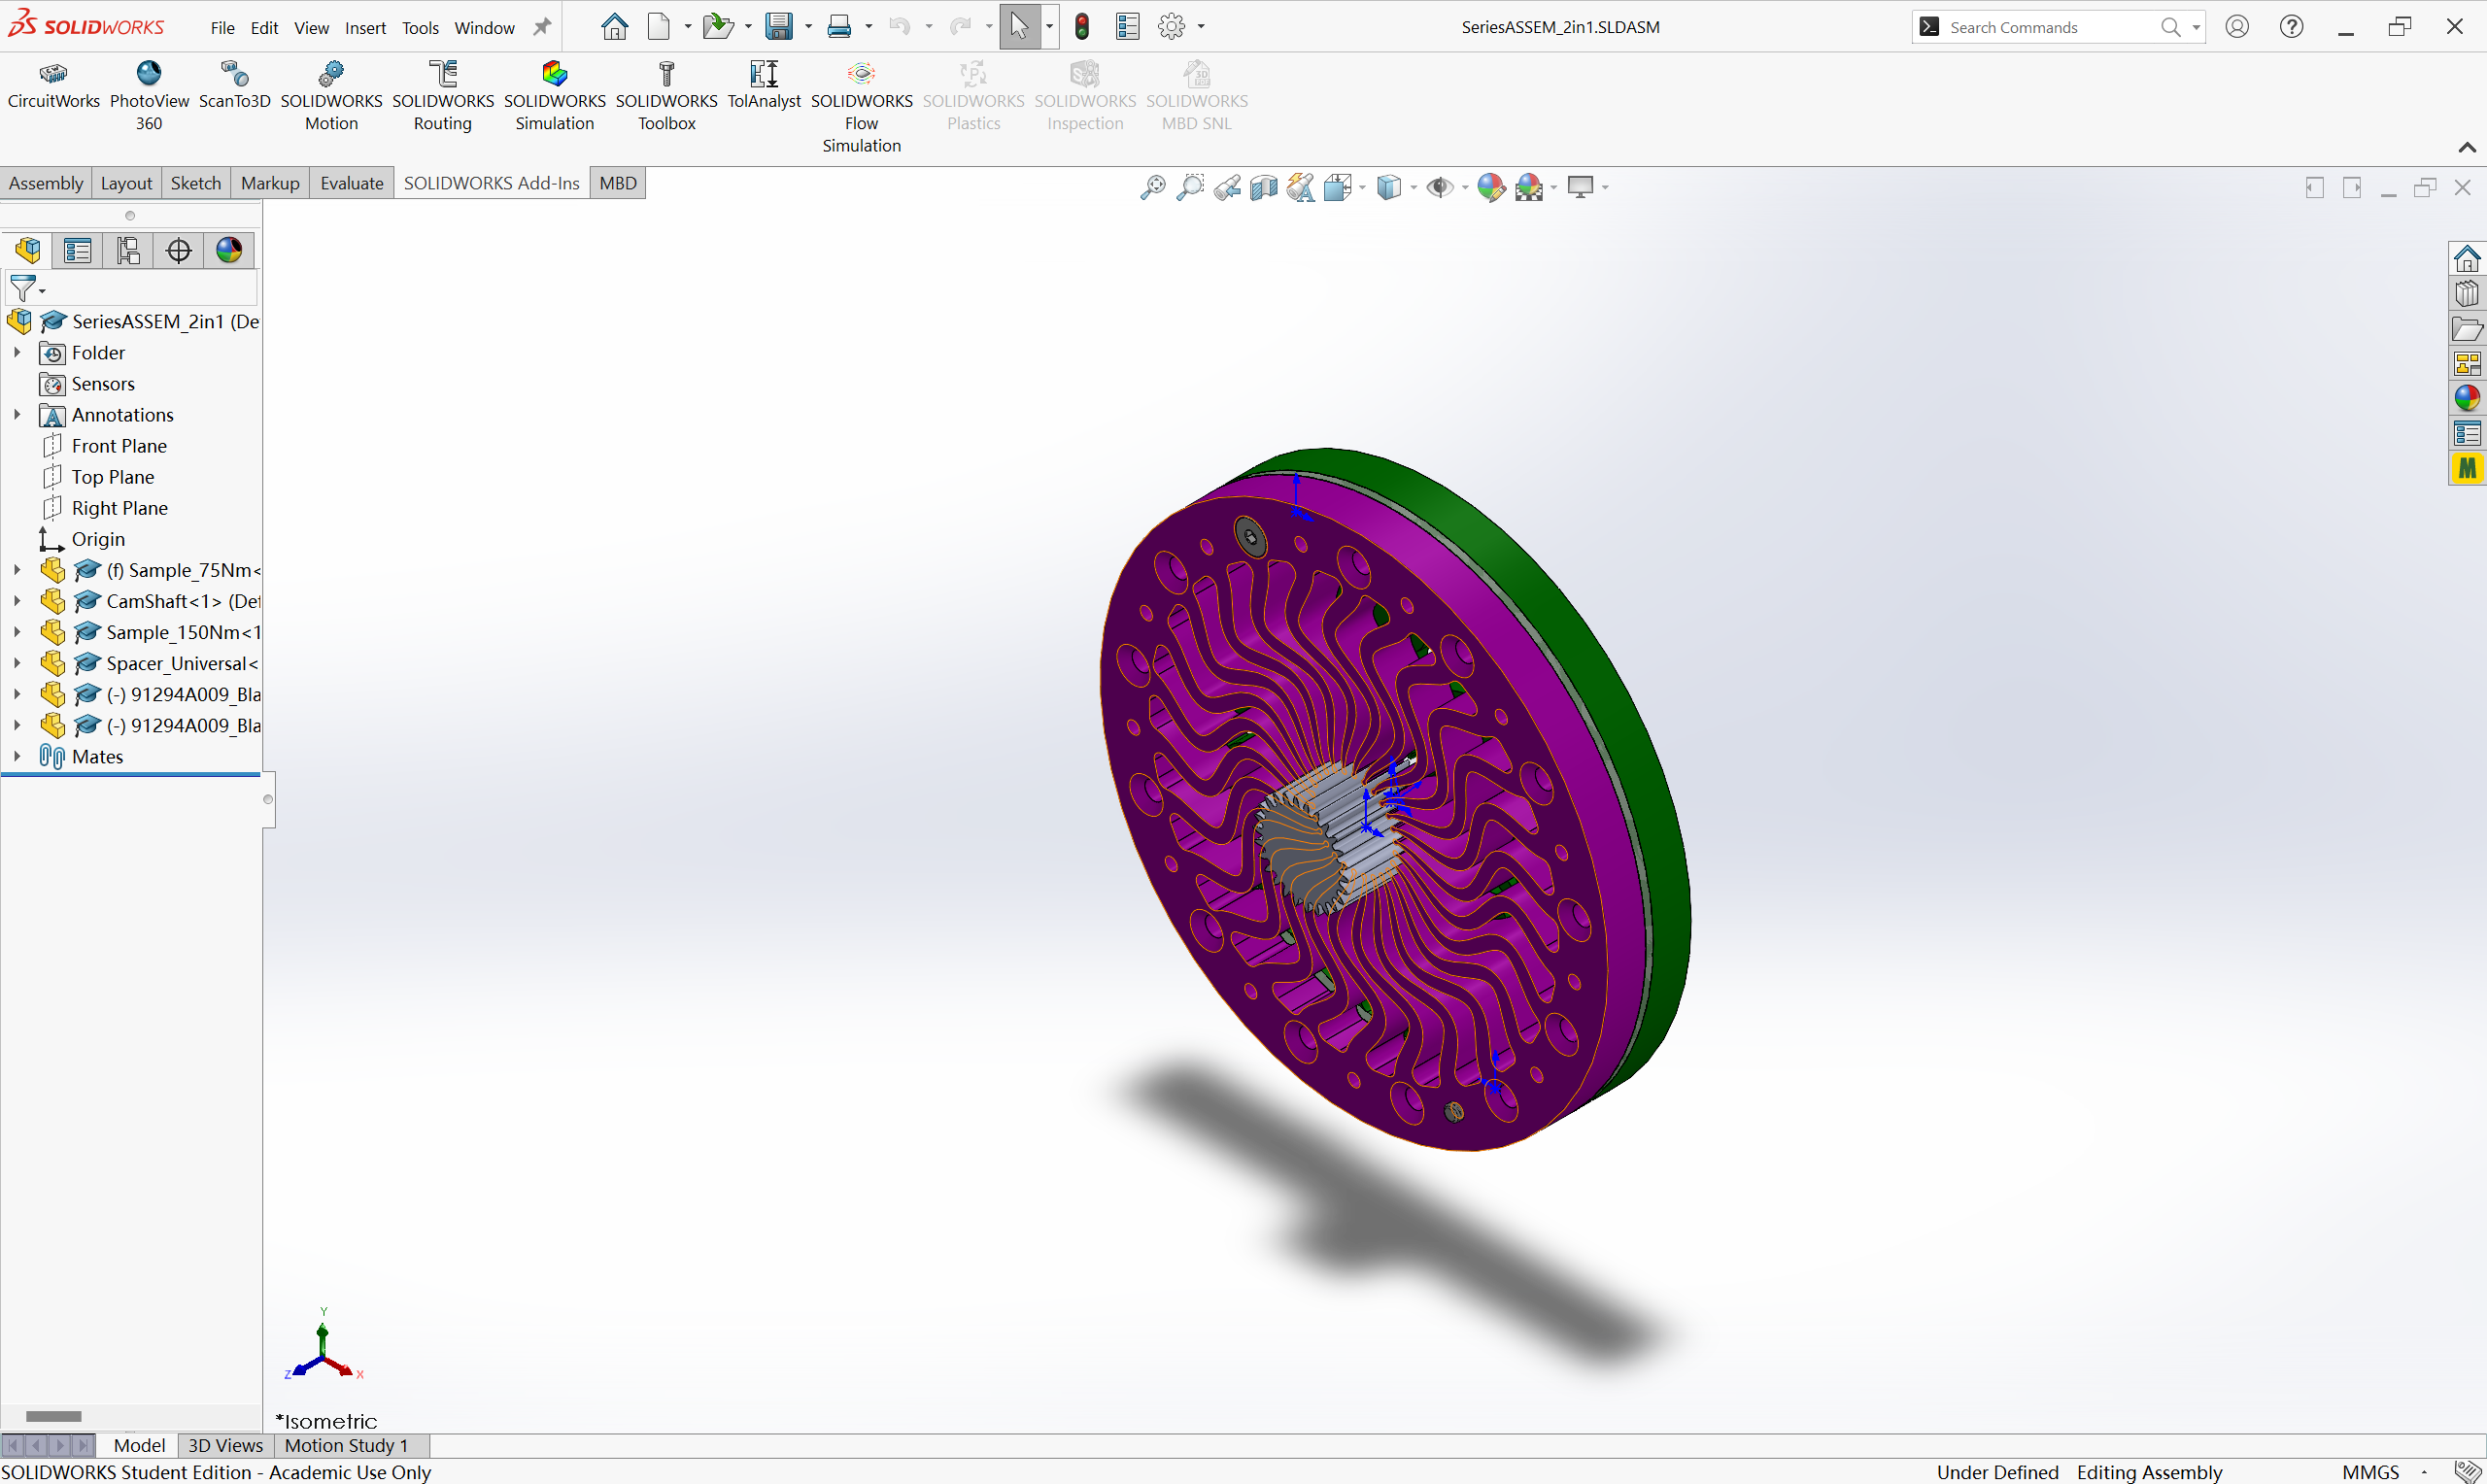 SOLIDWORKS File Edit View Insert Tools Window SeriesASSEM_2in1.SLDASM Search Commands
CircuitWorks PhotoView 360 ScanTo3D SOLIDWORKS Motion SOLIDWORKS Routing SOLIDWORKS Simulation SOLIDWORKS Toolbox TolAnalyst SOLIDWORKS Flow Simulation SOLIDWORKS Plastics SOLIDWORKS Inspection SOLIDWORKS MBD SNL
Assembly Layout Sketch Markup Evaluate SOLIDWORKS Add-Ins MBD
SeriesASSEM_2in1 (De
Folder
Sensors
Annotations
Front Plane
Top Plane
Right Plane
Origin
(f) Sample_75Nm<
CamShaft<1> (Def
Sample_150Nm<1
Spacer_Universal<
(-) 91294A009_Bla
(-) 91294A009_Bla
Mates
Y
Z X
*Isometric
Model 3D Views Motion Study 1
SOLIDWORKS Student Edition - Academic Use Only Under Defined Editing Assembly MMGS